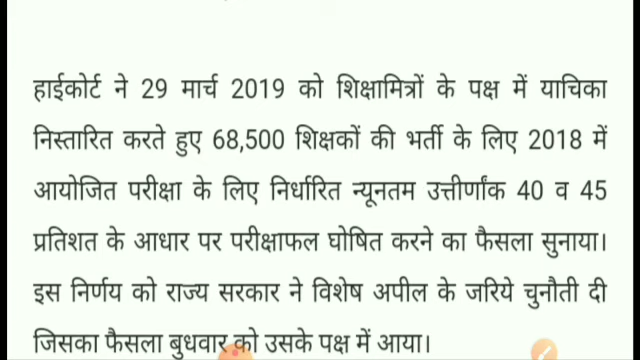 हाईकोर्ट ने 29 मार्च 2019 को शिक्षामित्रों के पक्ष में याचिका
निस्तारित करते हुए 68,500 शिक्षकों की भर्ती के लिए 2018 में
आयोजित परीक्षा के लिए निर्धारित न्यूनतम उत्तीर्णांक 40 व 45
प्रतिशत के आधार पर परीक्षाफल घोषित करने का फैसला सुनाया।
इस निर्णय को राज्य सरकार ने विशेष अपील के जरिये चुनौती दी
जिसका फैसला बुधवार को उसके पक्ष में आया।